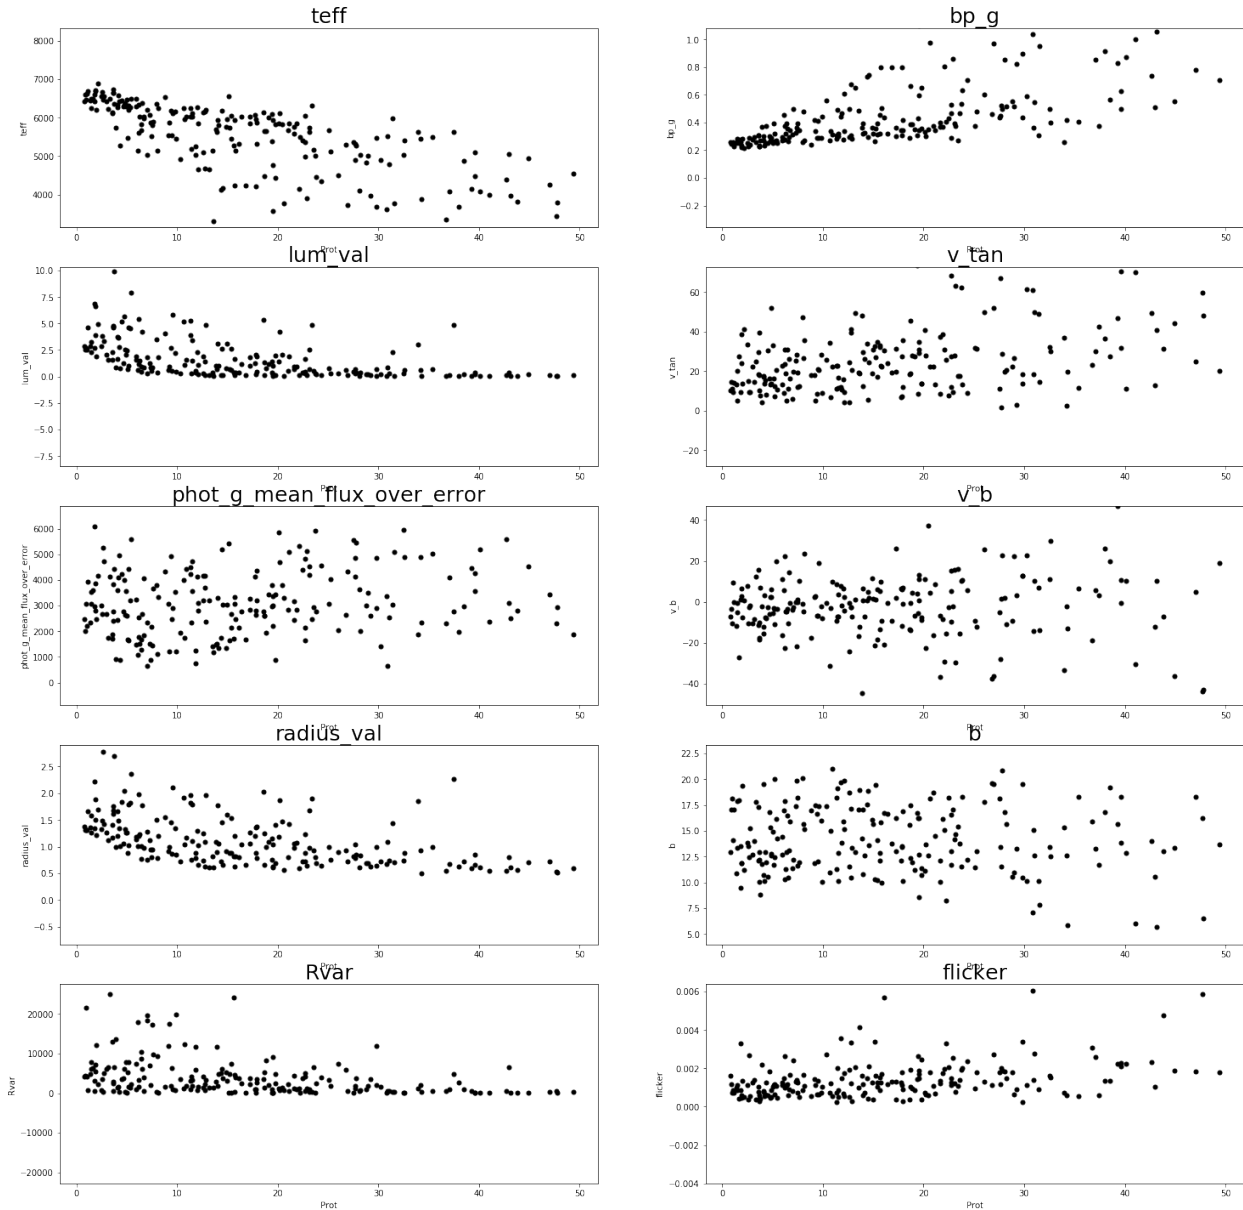 teff
8000
7000
6000
5000
4000
teff
0 10 20 30 40 50
Prot
bp_g
1.0
0.8
0.6
0.4
0.2
0.0
−0.2
bp_g
0 10 20 30 40 50
Prot
lum_val
10.0
7.5
5.0
2.5
0.0
−2.5
−5.0
−7.5
lum_val
0 10 20 30 40 50
Prot
v_tan
60
40
20
0
−20
v_tan
0 10 20 30 40 50
Prot
phot_g_mean_flux_over_error
6000
5000
4000
3000
2000
1000
0
phot_g_mean_flux_over_error
0 10 20 30 40 50
Prot
v_b
40
20
0
−20
−40
v_b
0 10 20 30 40 50
Prot
radius_val
2.5
2.0
1.5
1.0
0.5
0.0
−0.5
radius_val
0 10 20 30 40 50
Prot
b
22.5
20.0
17.5
15.0
12.5
10.0
7.5
5.0
b
0 10 20 30 40 50
Prot
Rvar
20000
10000
0
−10000
−20000
Rvar
0 10 20 30 40 50
Prot
flicker
0.006
0.004
0.002
0.000
−0.002
−0.004
flicker
0 10 20 30 40 50
Prot